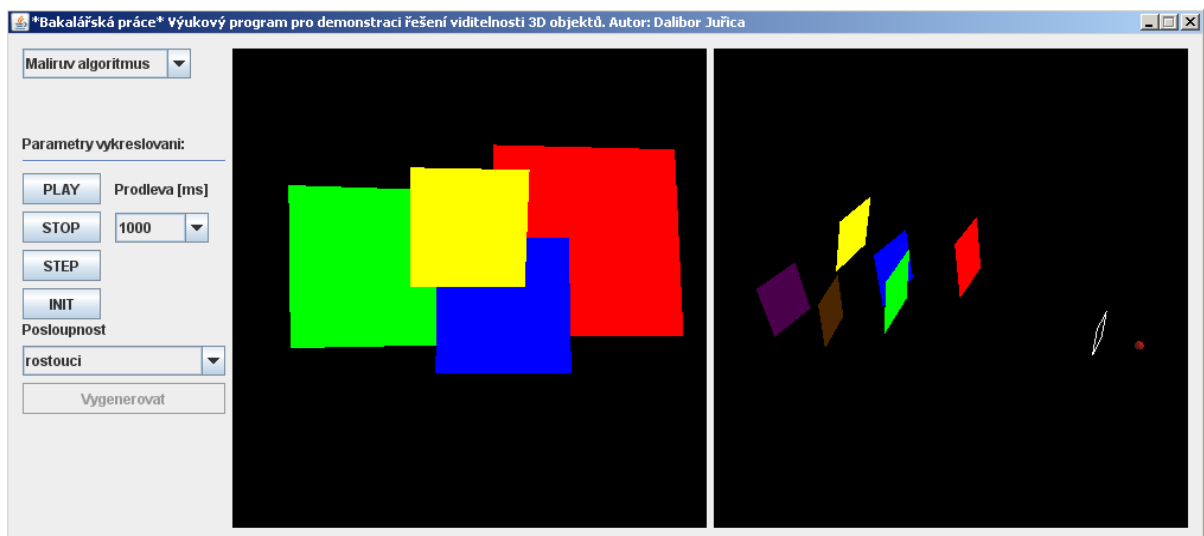 *Bakalářská práce* Výukový program pro demonstraci řešení viditelnosti 3D objektů. Autor: Dalibor Juřica
Maliruv algoritmus
Parametry vykreslovani:
PLAY Prodleva [ms]
STOP 1000
STEP
INIT
Posloupnost
rostouci
Vygenerovat